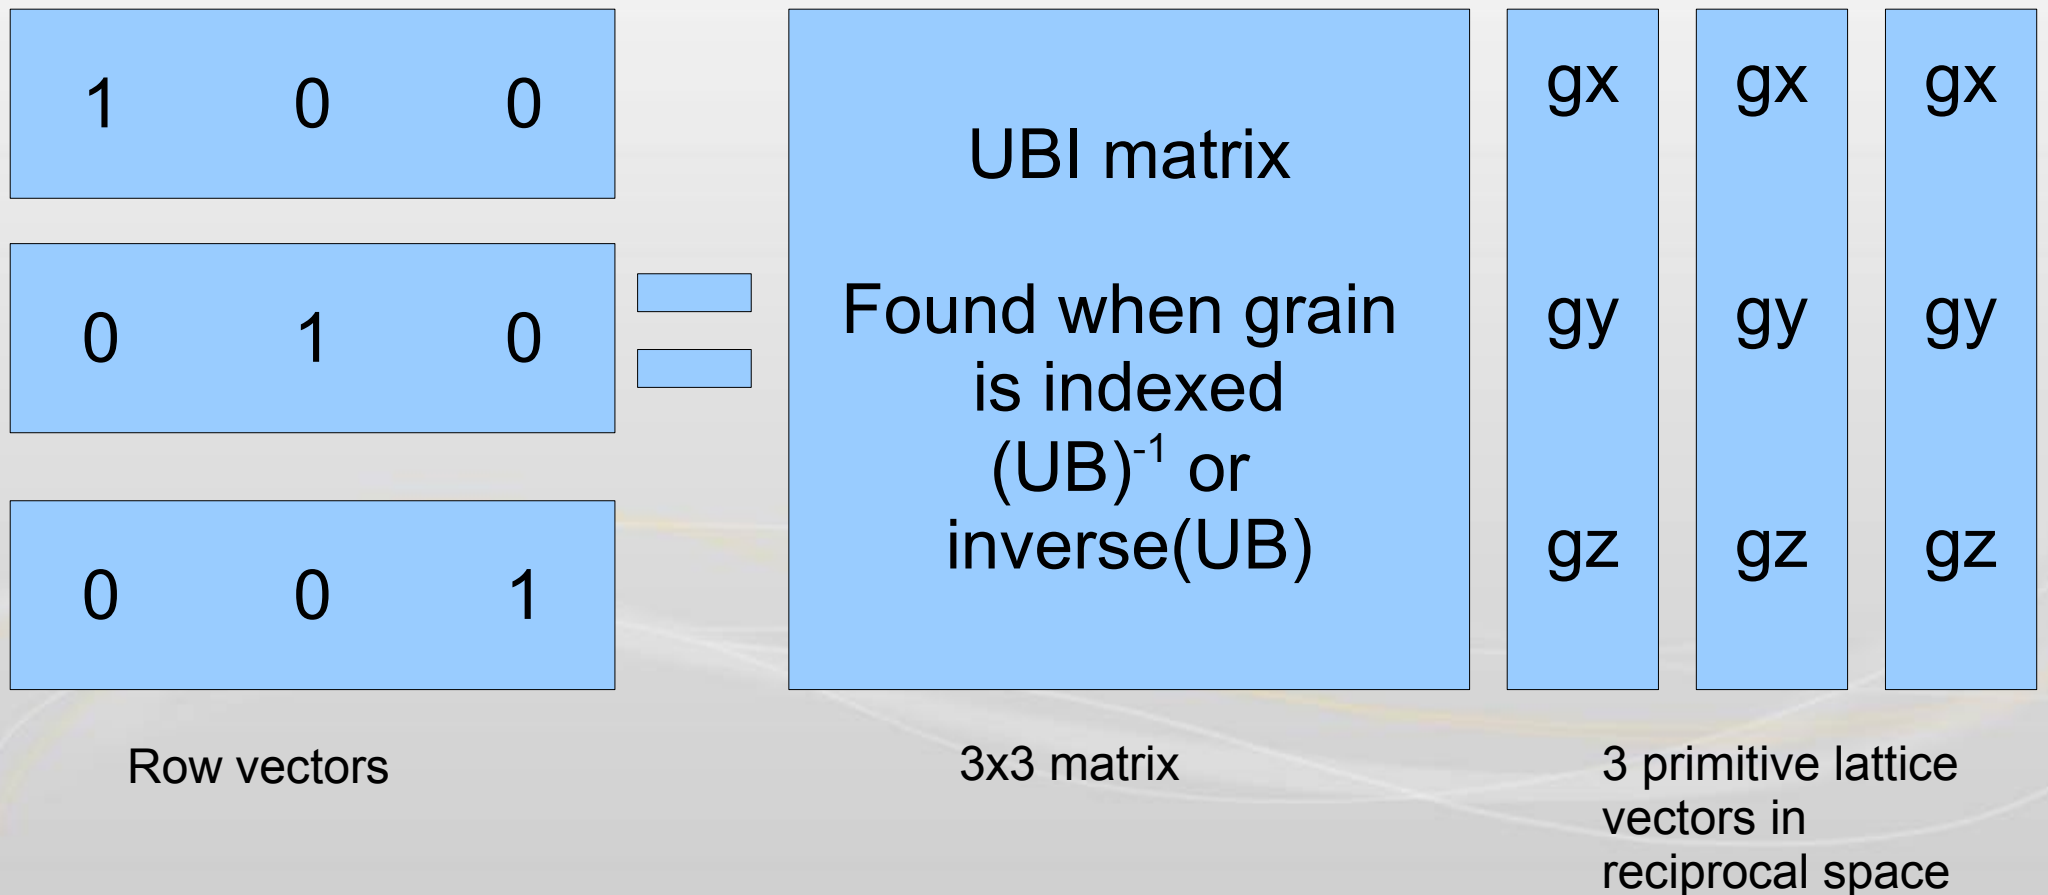 1 0 0
0 1 0
0 0 1
UBI matrix
Found when grain
is indexed
(UB)⁻¹ or
inverse(UB)
gx gx gx
gy gy gy
gz gz gz
Row vectors
3x3 matrix
3 primitive lattice
vectors in
reciprocal space